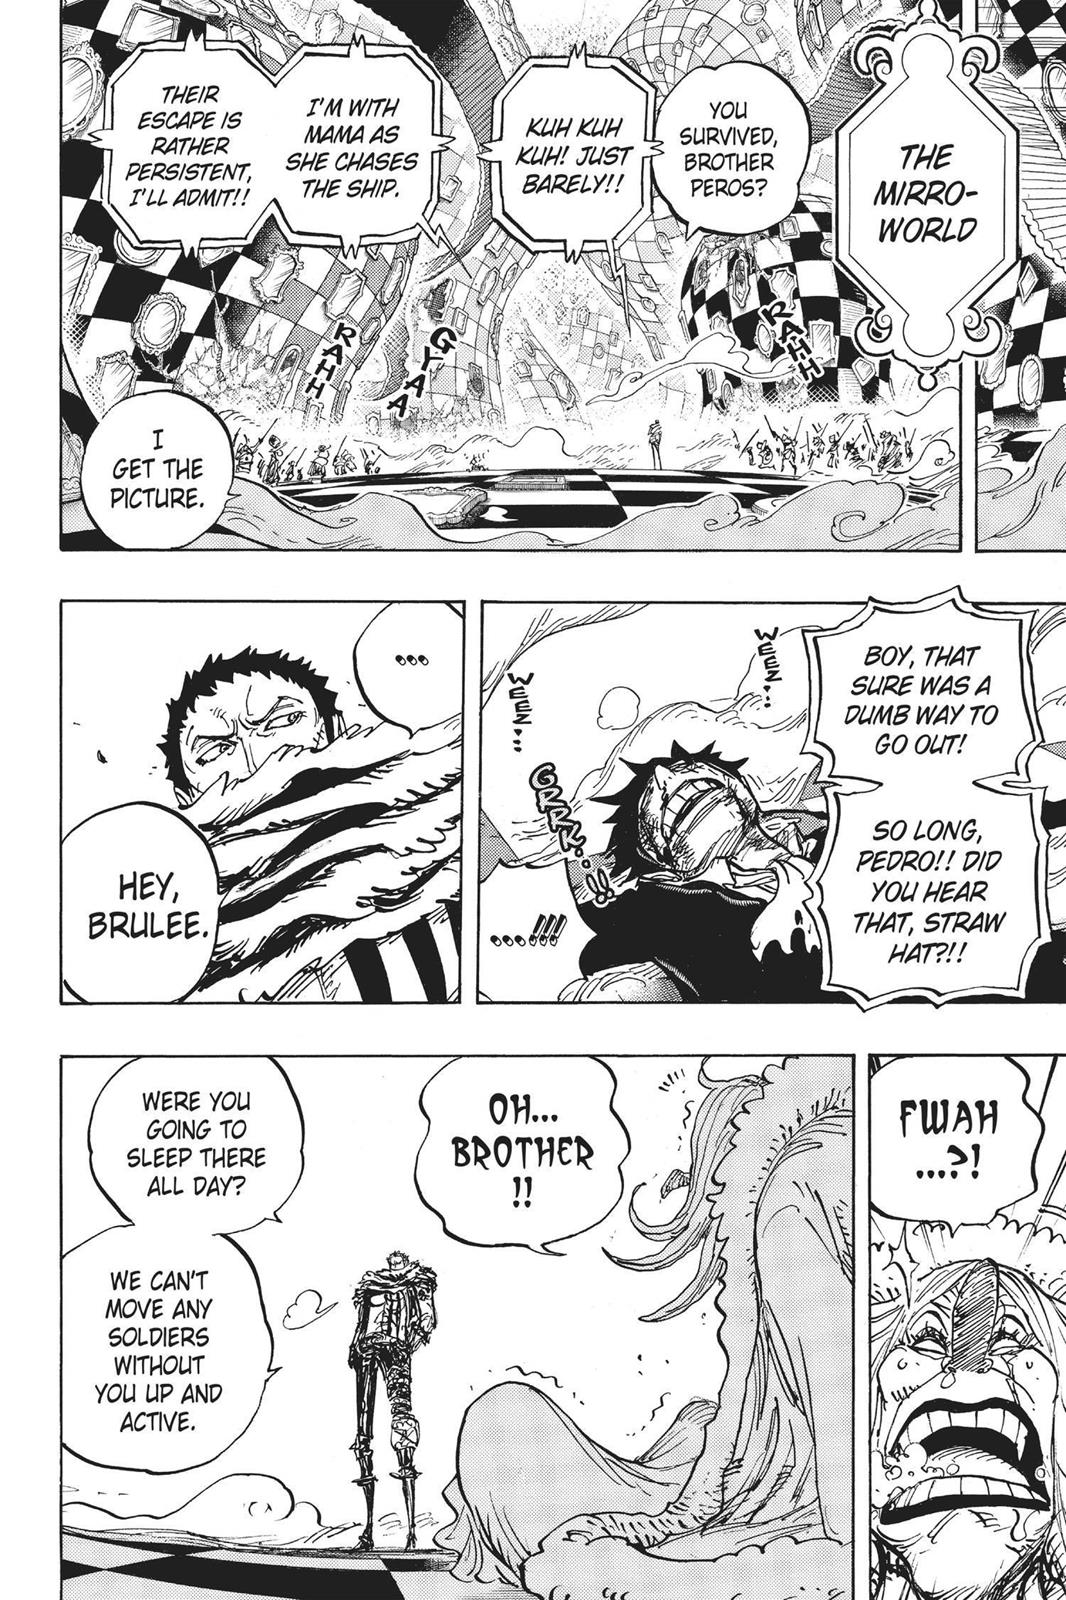 THE
MIRRO-
WORLD
YOU
SURVIVED,
BROTHER
PEROS?
KUH KUH
KUH! JUST
BARELY!!
I'M WITH
MAMA AS
SHE CHASES
THE SHIP.
THEIR
ESCAPE IS
RATHER
PERSISTENT,
I'LL ADMIT!!
RAHH
GYAA
RAHH
I
GET THE
PICTURE.
BOY, THAT
SURE WAS A
DUMB WAY TO
GO OUT!
SO LONG,
PEDRO!! DID
YOU HEAR
THAT, STRAW
HAT?!!
WEEZ...
WEEZ...
GRRK...!!
....!!!
...
HEY,
BRULEE.
FWAH
...?!
OH...
BROTHER
!!
WERE YOU
GOING TO
SLEEP THERE
ALL DAY?
WE CAN'T
MOVE ANY
SOLDIERS
WITHOUT
YOU UP AND
ACTIVE.